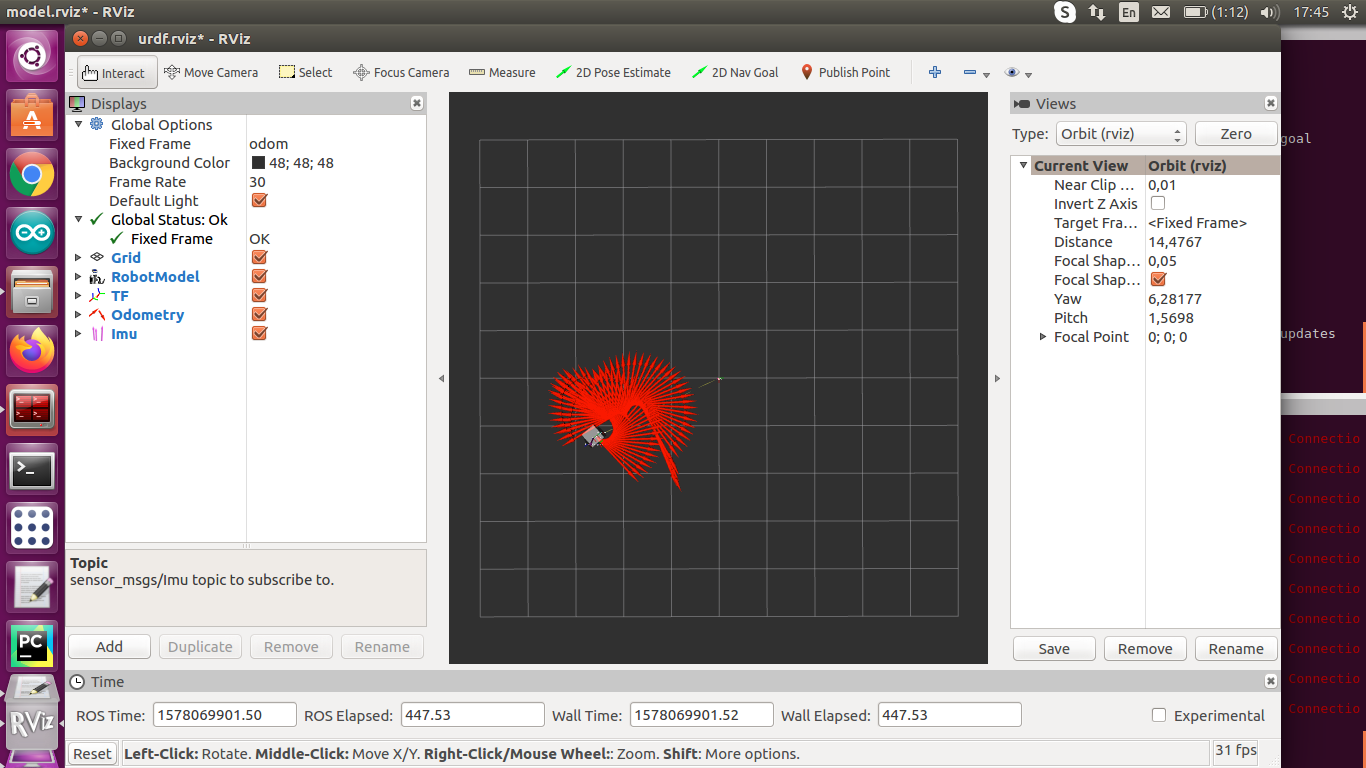 model.rviz* - RViz
En
(1:12)
17:45
urdf.rviz* - RViz
Interact
Move Camera
Select
Focus Camera
Measure
2D Pose Estimate
2D Nav Goal
Publish Point
Displays
Global Options
Fixed Frame odom
Background Color 48; 48; 48
Frame Rate 30
Default Light
Global Status: Ok
Fixed Frame OK
Grid
RobotModel
TF
Odometry
Imu
Topic
sensor_msgs/Imu topic to subscribe to.
Add Duplicate Remove Rename
Views
Type: Orbit (rviz) Zero
Current View Orbit (rviz)
Near Clip ... 0,01
Invert Z Axis
Target Fra... <Fixed Frame>
Distance 14,4767
Focal Shap... 0,05
Focal Shap...
Yaw 6,28177
Pitch 1,5698
Focal Point 0; 0; 0
Save Remove Rename
goal
updates
Connectio
Connectio
Connectio
Connectio
Connectio
Connectio
Connectio
Connectio
Connectio
Connectio
PC
RViz
Time
ROS Time: 1578069901.50 ROS Elapsed: 447.53 Wall Time: 1578069901.52 Wall Elapsed: 447.53 Experimental
Reset Left-Click: Rotate. Middle-Click: Move X/Y. Right-Click/Mouse Wheel:: Zoom. Shift: More options. 31 fps